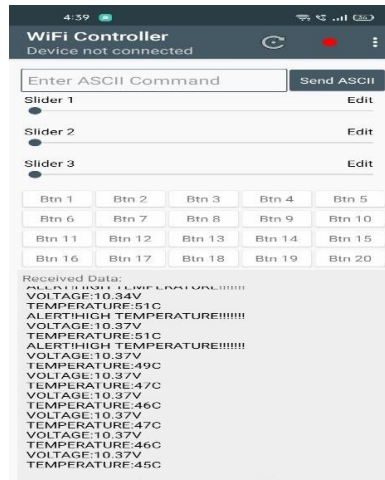 4:39
WiFi Controller
Device not connected
Enter ASCII Command Send ASCII
Slider 1 Edit
Slider 2 Edit
Slider 3 Edit
Btn 1 Btn 2 Btn 3 Btn 4 Btn 5
Btn 6 Btn 7 Btn 8 Btn 9 Btn 10
Btn 11 Btn 12 Btn 13 Btn 14 Btn 15
Btn 16 Btn 17 Btn 18 Btn 19 Btn 20
Received Data:
ALERT!HIGH TEMPERATURE!!!!!!!
VOLTAGE:10.34V
TEMPERATURE:51C
ALERT!HIGH TEMPERATURE!!!!!!!
VOLTAGE:10.37V
TEMPERATURE:51C
ALERT!HIGH TEMPERATURE!!!!!!!
VOLTAGE:10.37V
TEMPERATURE:49C
VOLTAGE:10.37V
TEMPERATURE:47C
VOLTAGE:10.37V
TEMPERATURE:46C
VOLTAGE:10.37V
TEMPERATURE:47C
VOLTAGE:10.37V
TEMPERATURE:46C
VOLTAGE:10.37V
TEMPERATURE:45C